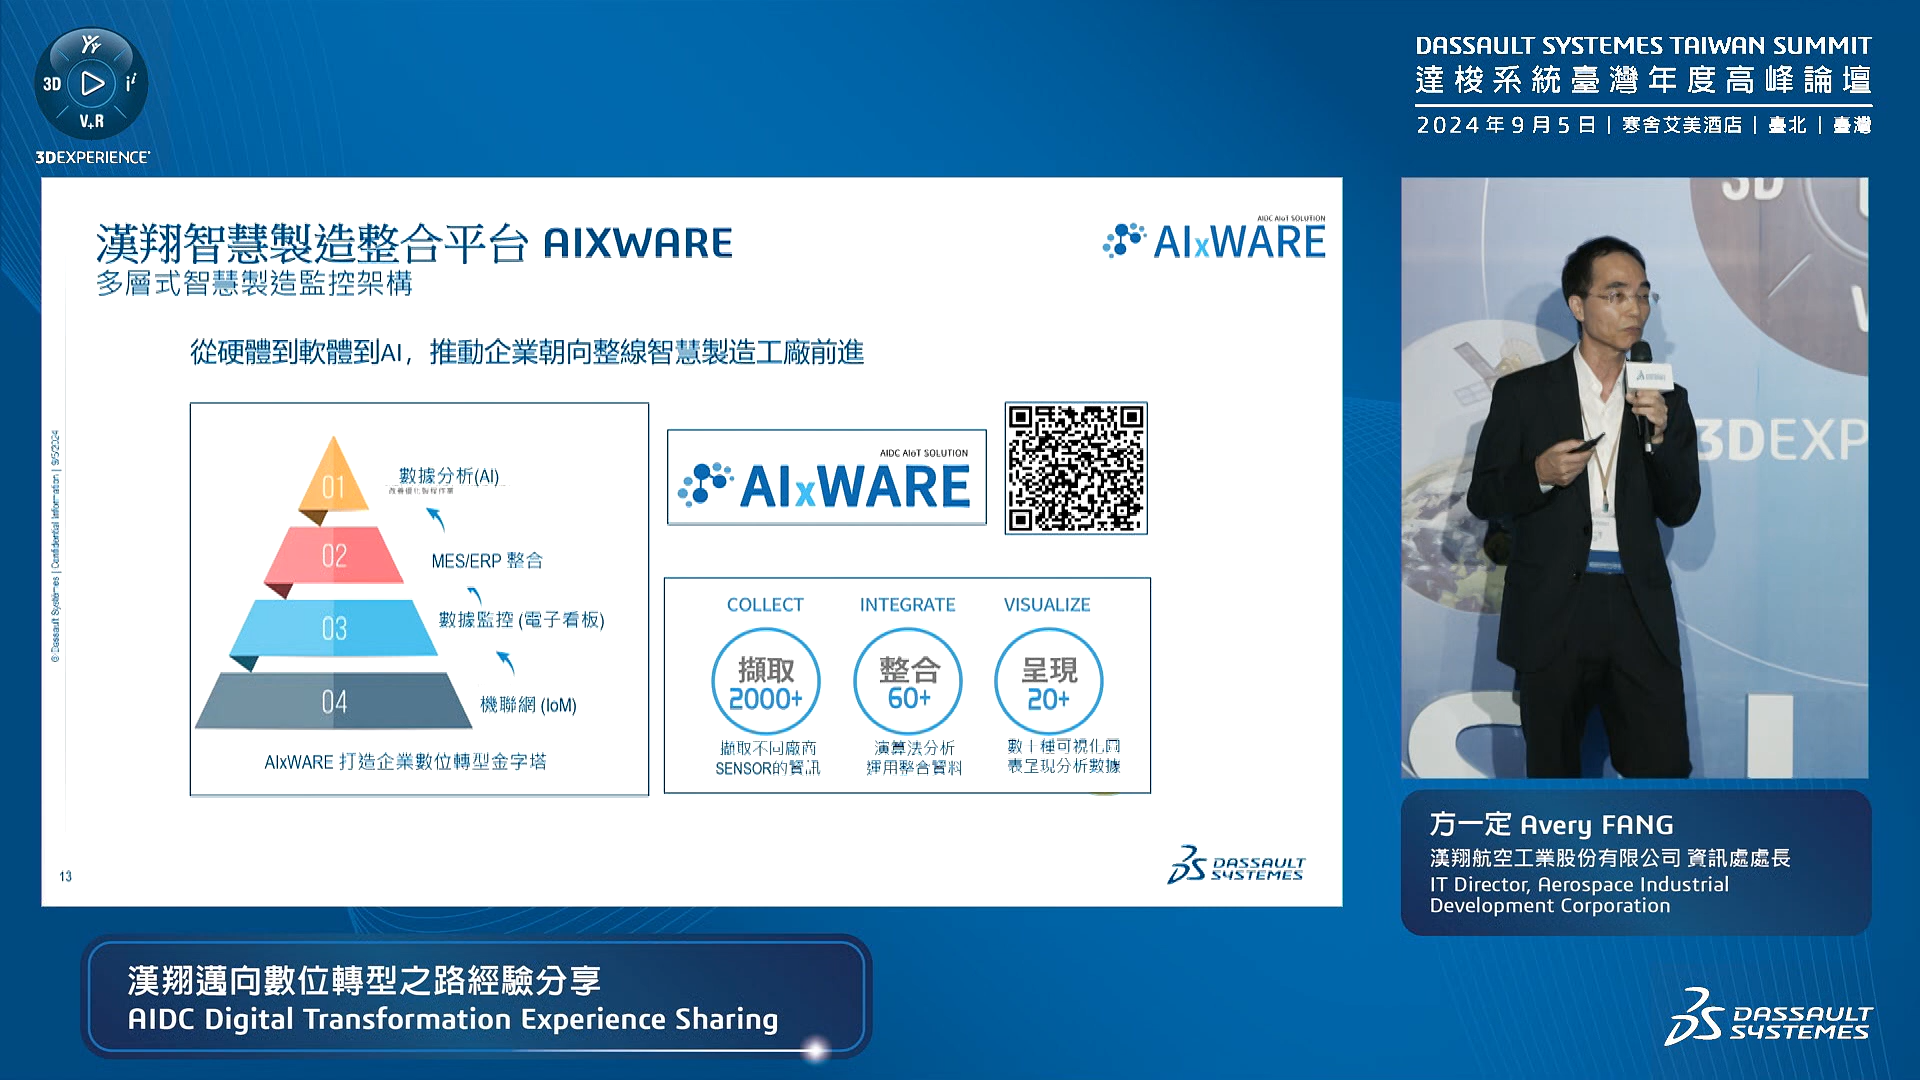 3D
V+R
3DEXPERIENCE
DASSAULT SYSTEMES TAIWAN SUMMIT
達梭系統臺灣年度高峰論壇
2024年9月5日 | 寒舍艾美酒店 | 臺北 | 臺灣
漢翔智慧製造整合平台 AIXWARE
多層式智慧製造監控架構
AIDC AIoT SOLUTION
AIxWARE
從硬體到軟體到AI，推動企業朝向整線智慧製造工廠前進
01
數據分析(AI)
改善優化製程作業
02
MES/ERP 整合
03
數據監控 (電子看板)
04
機聯網 (IoM)
AIxWARE 打造企業數位轉型金字塔
AIDC AIoT SOLUTION
AIxWARE
COLLECT
擷取
2000+
擷取不同廠商
SENSOR的資訊
INTEGRATE
整合
60+
演算法分析
運用整合資料
VISUALIZE
呈現
20+
數十種可視化圖
表呈現分析數據
© Dassault Systèmes | Confidential Information | 9/5/2024
13
DASSAULT
SYSTEMES
3D
3DEXP
方一定 Avery FANG
漢翔航空工業股份有限公司 資訊處處長
IT Director, Aerospace Industrial
Development Corporation
漢翔邁向數位轉型之路經驗分享
AIDC Digital Transformation Experience Sharing
DASSAULT
SYSTEMES